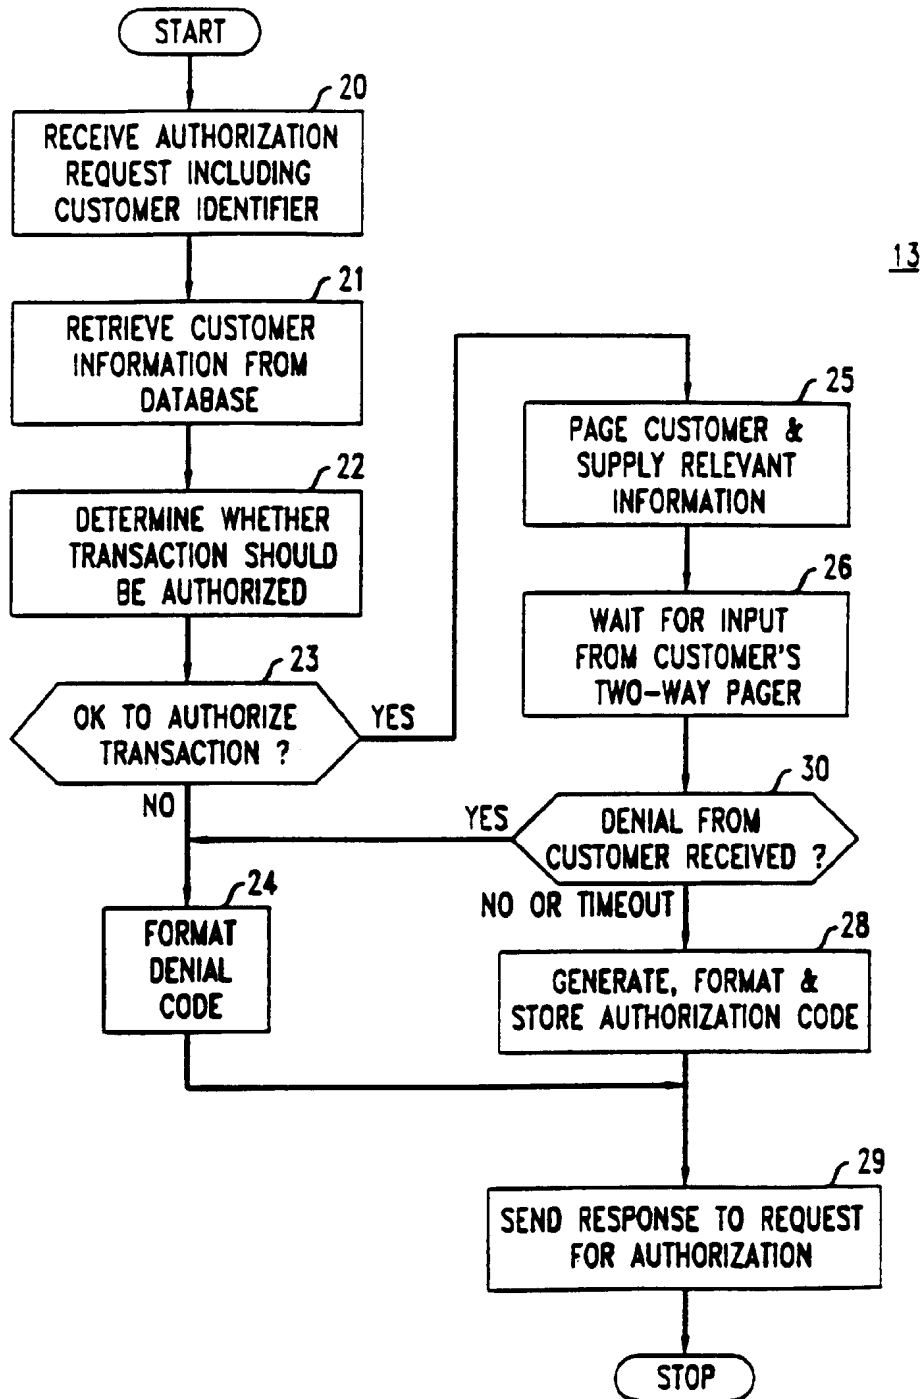 START
20
RECEIVE AUTHORIZATION
REQUEST INCLUDING
CUSTOMER IDENTIFIER
13
21
RETRIEVE CUSTOMER
INFORMATION FROM
DATABASE
22
DETERMINE WHETHER
TRANSACTION SHOULD
BE AUTHORIZED
23
OK TO AUTHORIZE
TRANSACTION ?
YES
NO
24
FORMAT
DENIAL
CODE
25
PAGE CUSTOMER &
SUPPLY RELEVANT
INFORMATION
26
WAIT FOR INPUT
FROM CUSTOMER'S
TWO-WAY PAGER
30
DENIAL FROM
CUSTOMER RECEIVED ?
YES
NO OR TIMEOUT
28
GENERATE, FORMAT &
STORE AUTHORIZATION CODE
29
SEND RESPONSE TO REQUEST
FOR AUTHORIZATION
STOP